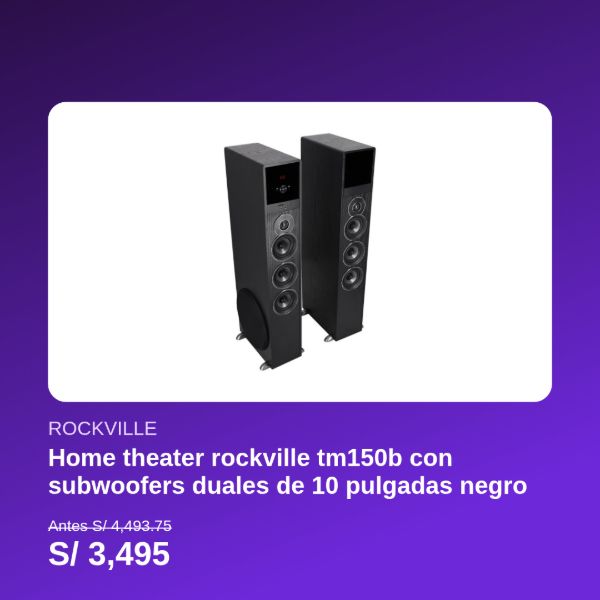 ROCKVILLE
Home theater rockville tm150b con
subwoofers duales de 10 pulgadas negro
Antes S/ 4,493.75
S/ 3,495